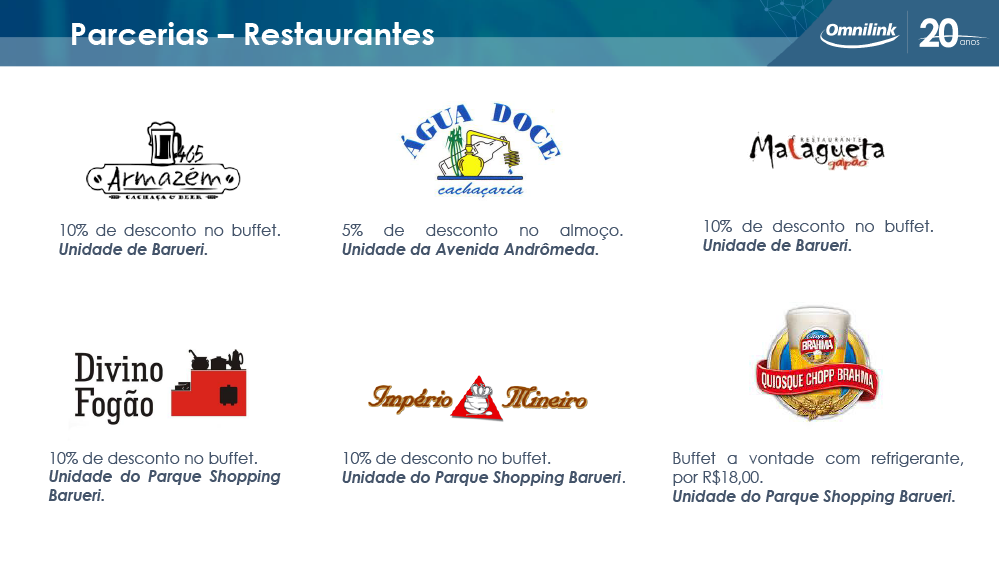 Parcerias – Restaurantes
Omnilink
20 anos
465
Armazém
CACHAÇA & BEER
10% de desconto no buffet.
Unidade de Barueri.
ÁGUA DOCE
cachaçaria
5% de desconto no almoço.
Unidade da Avenida Andrômeda.
RESTAURANTE
Malagueta
galpão
10% de desconto no buffet.
Unidade de Barueri.
Divino
Fogão
10% de desconto no buffet.
Unidade do Parque Shopping
Barueri.
Império Mineiro
10% de desconto no buffet.
Unidade do Parque Shopping Barueri.
Chopp
BRAHMA
QUIOSQUE CHOPP BRAHMA
Buffet a vontade com refrigerante,
por R$18,00.
Unidade do Parque Shopping Barueri.